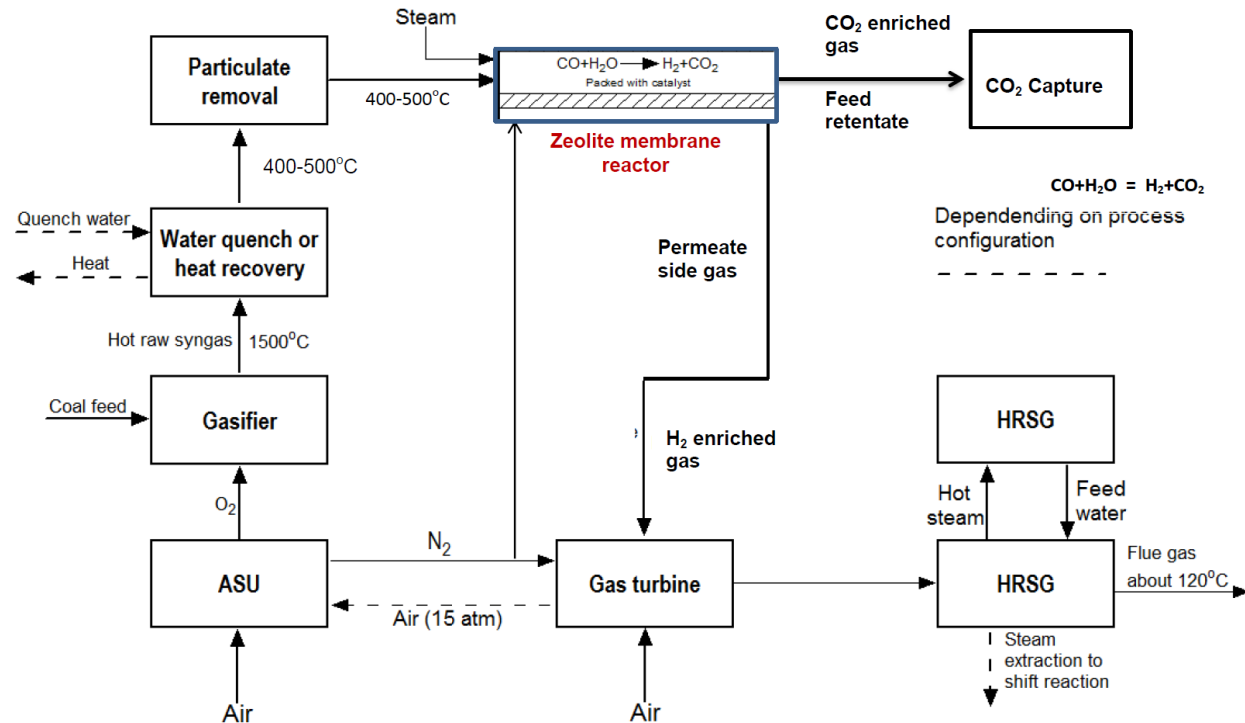 Steam
Particulate
removal
400-500°C
CO+H₂O → H₂+CO₂
Packed with catalyst
Zeolite membrane
reactor
CO₂ enriched
gas
Feed
retentate
CO₂ Capture
400-500°C
CO+H₂O = H₂+CO₂
Dependending on process
configuration
Quench water
Heat
Water quench or
heat recovery
Permeate
side gas
Hot raw syngas
1500°C
Coal feed
Gasifier
H₂ enriched
gas
HRSG
O₂
Hot
steam
Feed
water
ASU
N₂
Air (15 atm)
Gas turbine
HRSG
Flue gas
about 120°C
Steam
extraction to
shift reaction
Air
Air